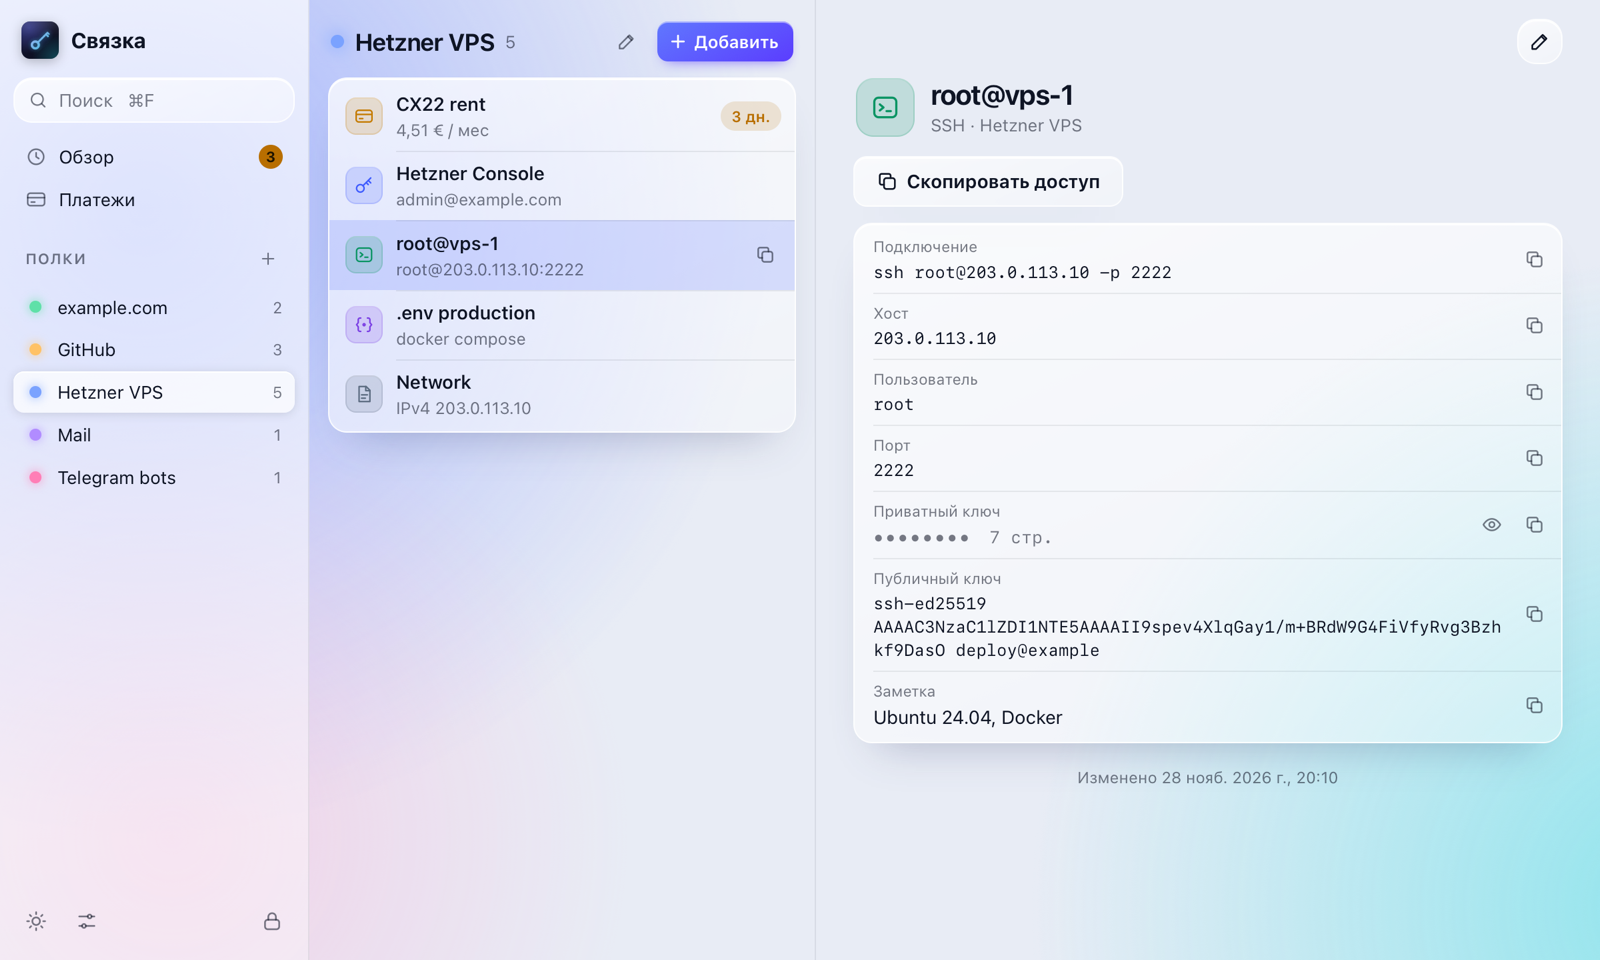 Связка
Поиск ⌘F
Обзор 3
Платежи
ПОЛКИ
example.com 2
GitHub 3
Hetzner VPS 5
Mail 1
Telegram bots 1
Hetzner VPS 5
+ Добавить
CX22 rent
4,51 € / мес
3 дн.
Hetzner Console
admin@example.com
root@vps-1
root@203.0.113.10:2222
.env production
docker compose
Network
IPv4 203.0.113.10
root@vps-1
SSH · Hetzner VPS
Скопировать доступ
Подключение
ssh root@203.0.113.10 -p 2222
Хост
203.0.113.10
Пользователь
root
Порт
2222
Приватный ключ
•••••••• 7 стр.
Публичный ключ
ssh-ed25519
AAAAC3NzaC1lZDI1NTE5AAAAII9spev4XlqGay1/m+BRdW9G4FiVfyRvg3Bzh
kf9DasO deploy@example
Заметка
Ubuntu 24.04, Docker
Изменено 28 нояб. 2026 г., 20:10